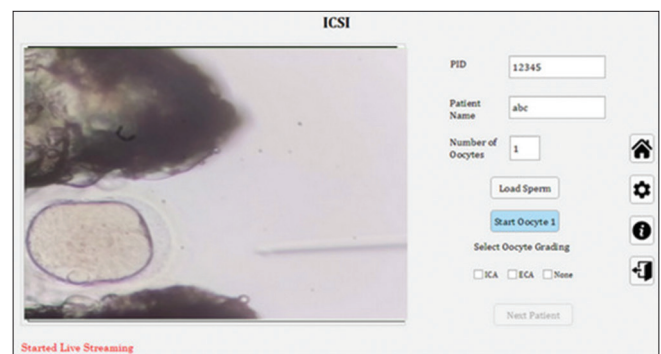 ICSI
PID
12345
Patient
Name
abc
Number of
Oocytes
1
Load Sperm
Start Oocyte 1
Select Oocyte Grading
ICA
ECA
None
Next Patient
Started Live Streaming